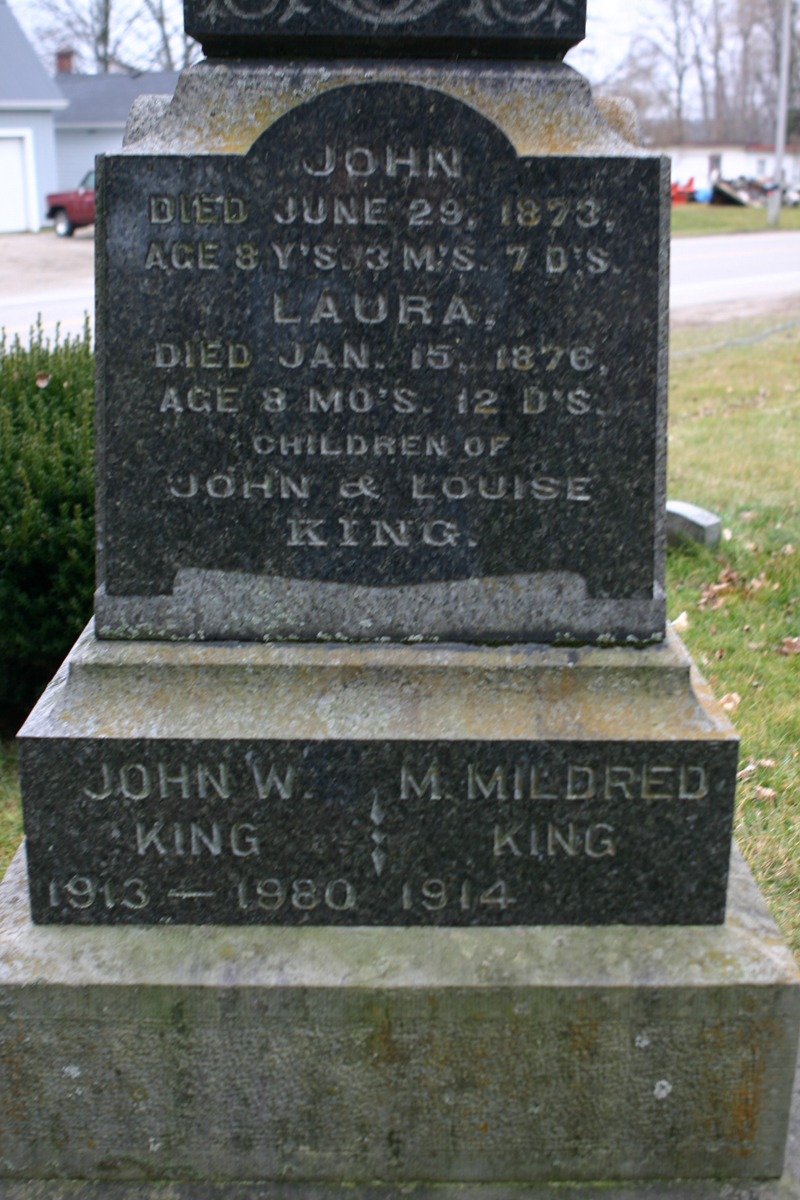 JOHN
DIED JUNE 29, 1873,
AGE 8 Y'S. 3 M'S. 7 D'S.
LAURA,
DIED JAN. 15, 1876,
AGE 8 MO'S. 12 D'S.
CHILDREN OF
JOHN & LOUISE
KING.
JOHN W.
KING
1913 — 1980
M. MILDRED
KING
1914